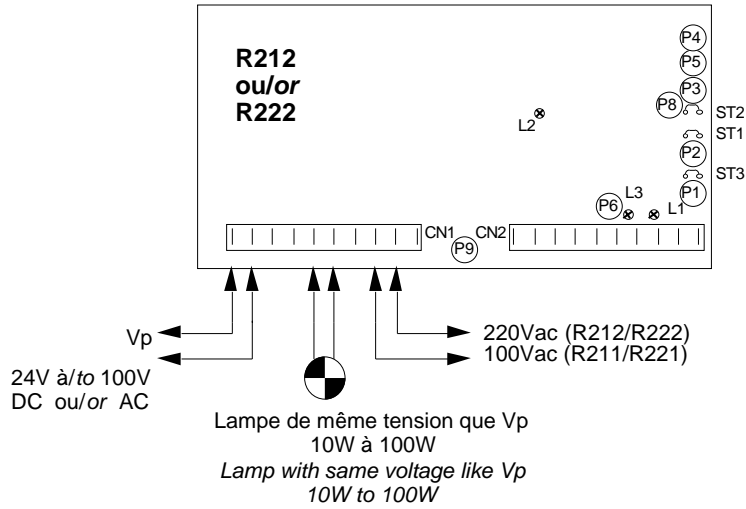 R212
ou/or
R222
P4
P5
P3
P8
ST2
L2
ST1
P2
ST3
L3
P1
P6
L1
CN1
CN2
P9
Vp
220Vac (R212/R222)
100Vac (R211/R221)
24V à/to 100V
DC ou/or AC
Lampe de même tension que Vp
10W à 100W
Lamp with same voltage like Vp
10W to 100W